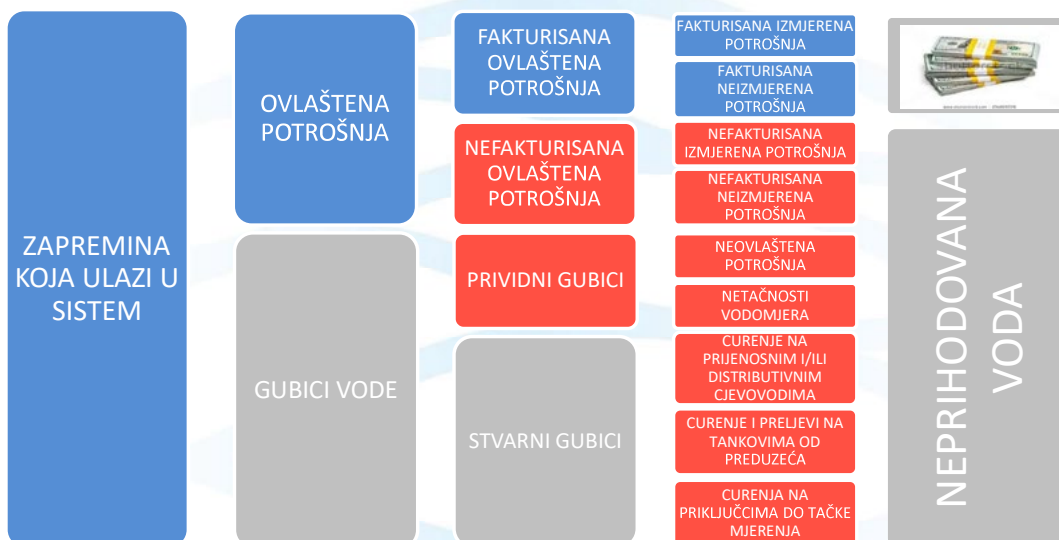 ZAPREMINA
KOJA ULAZI U
SISTEM
OVLAŠTENA
POTROŠNJA
GUBICI VODE
FAKTURISANA
OVLAŠTENA
POTROŠNJA
NEFAKTURISANA
OVLAŠTENA
POTROŠNJA
PRIVIDNI GUBICI
STVARNI GUBICI
FAKTURISANA IZMJERENA
POTROŠNJA
FAKTURISANA
NEIZMJERENA
POTROŠNJA
NEFAKTURISANA
IZMJERENA POTROŠNJA
NEFAKTURISANA
NEIZMJERENA
POTROŠNJA
NEOVLAŠTENA
POTROŠNJA
NETAČNOSTI
VODOMJERA
CURENJE NA
PRIJENOSNIM I/ILI
DISTRIBUTIVNIM
CJEVOVODIMA
CURENJE I PRELJEVI NA
TANKOVIMA OD
PREDUZEĆA
CURENJA NA
PRIKLJUČCIMA DO TAČKE
MJERENJA
NEPRIHODOVANA
VODA